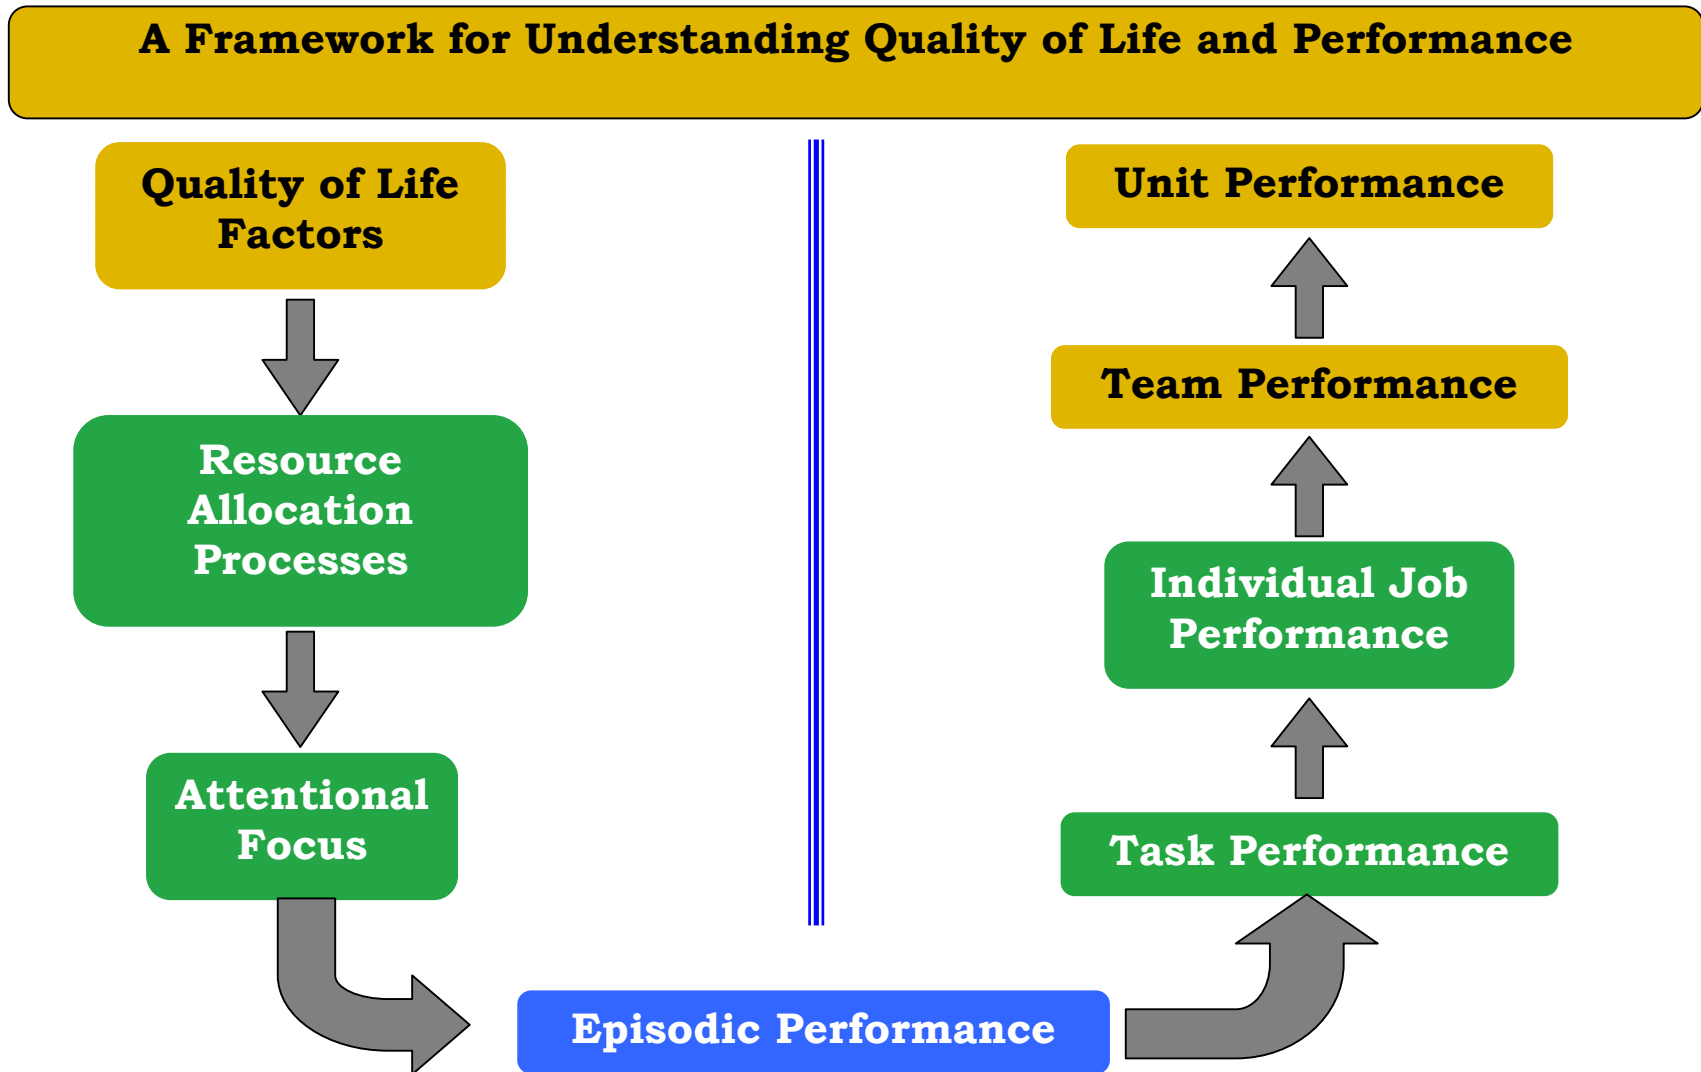 A Framework for Understanding Quality of Life and Performance
Quality of Life
Factors
Resource
Allocation
Processes
Attentional
Focus
Episodic Performance
Task Performance
Individual Job
Performance
Team Performance
Unit Performance